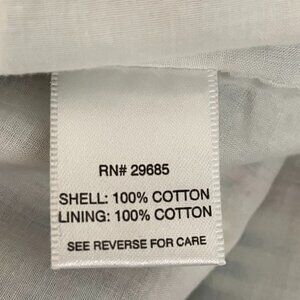 RN# 29685
SHELL: 100% COTTON
LINING: 100% COTTON
SEE REVERSE FOR CARE